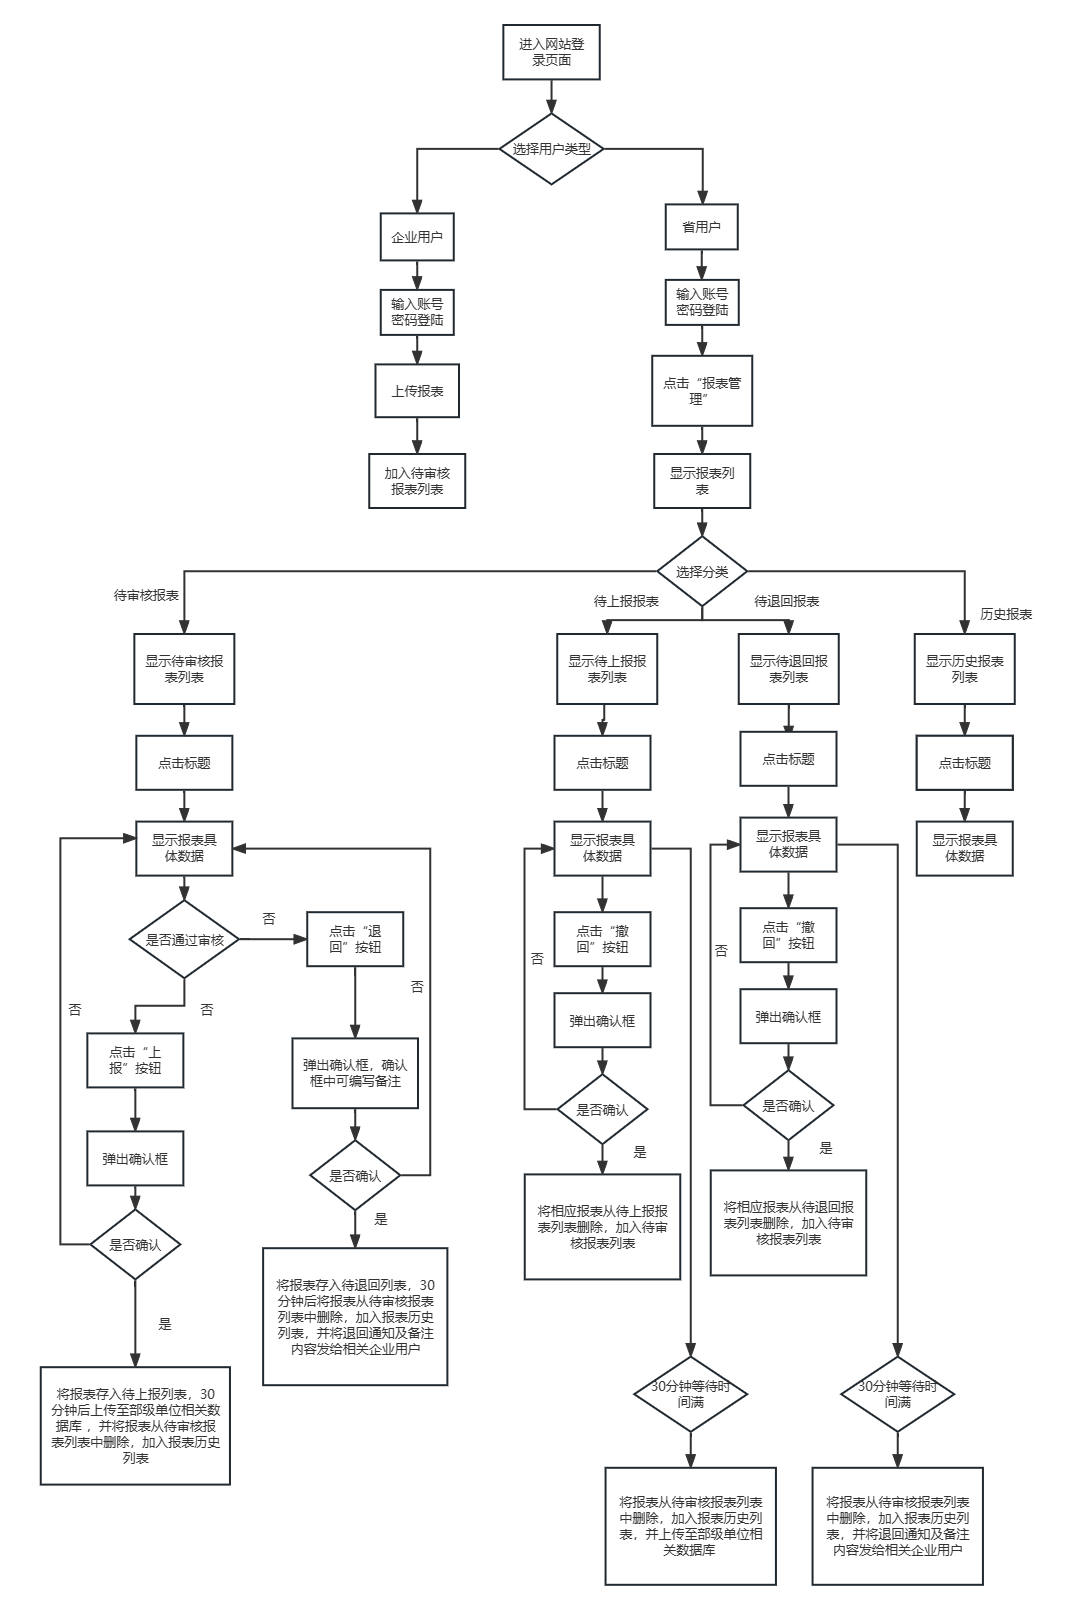 进入网站登
录页面
选择用户类型
企业用户
省用户
输入账号
密码登陆
输入账号
密码登陆
上传报表
点击“报表管
理”
加入待审核
报表列表
显示报表列
表
选择分类
待审核报表
待上报报表
待退回报表
历史报表
显示待审核报
表列表
显示待上报报
表列表
显示待退回报
表列表
显示历史报表
列表
点击标题
点击标题
点击标题
点击标题
显示报表具
体数据
显示报表具
体数据
显示报表具
体数据
显示报表具
体数据
是否通过审核
否
点击“退
回”按钮
点击“撤
回”按钮
点击“撤
回”按钮
否
否
否
否
否
点击“上
报”按钮
弹出确认框，确认
框中可编写备注
弹出确认框
弹出确认框
弹出确认框
是否确认
是否确认
是否确认
是否确认
是
是
是
是
将相应报表从待上报报
表列表删除，加入待审
核报表列表
将相应报表从待退回报
表列表删除，加入待审
核报表列表
将报表存入待退回列表，30
分钟后将报表从待审核报表
列表中删除，加入报表历史
列表，并将退回通知及备注
内容发给相关企业用户
将报表存入待上报列表，30
分钟后上传至部级单位相关数
据库，并将报表从待审核报
表列表中删除，加入报表历史
列表
30分钟等待时
间满
30分钟等待时
间满
将报表从待审核报表列表
中删除，加入报表历史列
表，并上传至部级单位相
关数据库
将报表从待审核报表列表
中删除，加入报表历史列
表，并将退回通知及备注
内容发给相关企业用户